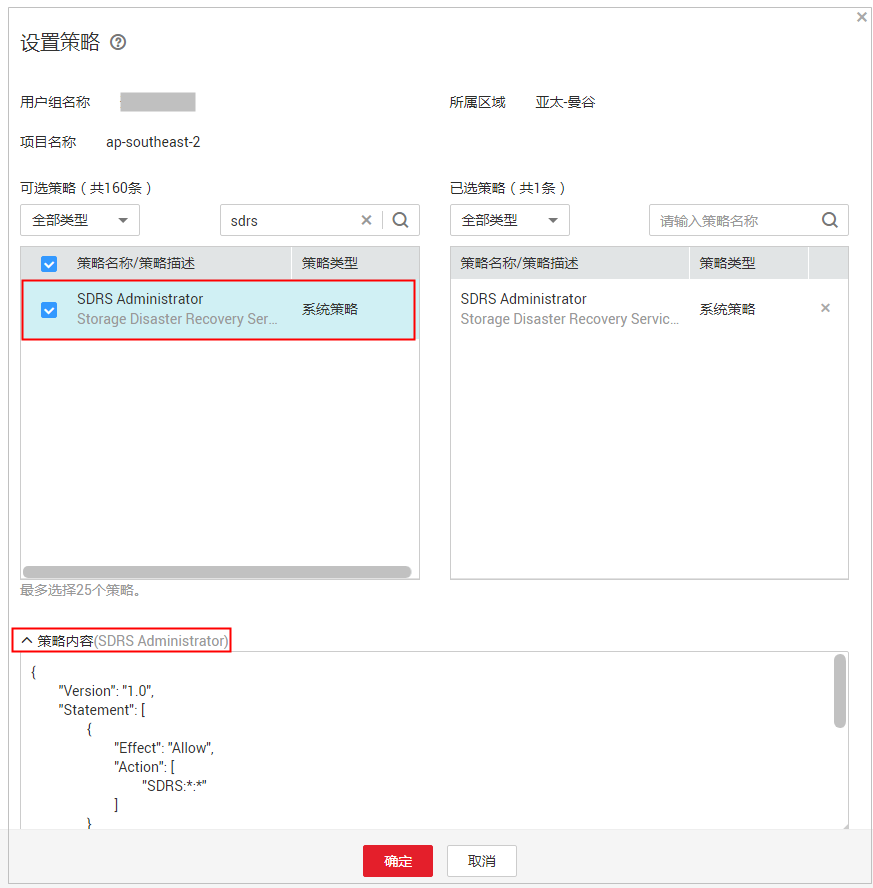 设置策略
用户组名称
所属区域 亚太-曼谷
项目名称 ap-southeast-2
可选策略（共160条）
已选策略（共1条）
全部类型 sdrs
全部类型 请输入策略名称
策略名称/策略描述 策略类型
策略名称/策略描述 策略类型
SDRS Administrator
Storage Disaster Recovery Ser...
系统策略
SDRS Administrator
Storage Disaster Recovery Servic...
系统策略
最多选择25个策略。
策略内容(SDRS Administrator)
{
"Version": "1.0",
"Statement": [
{
"Effect": "Allow",
"Action": [
"SDRS:*:*"
]
}
确定 取消